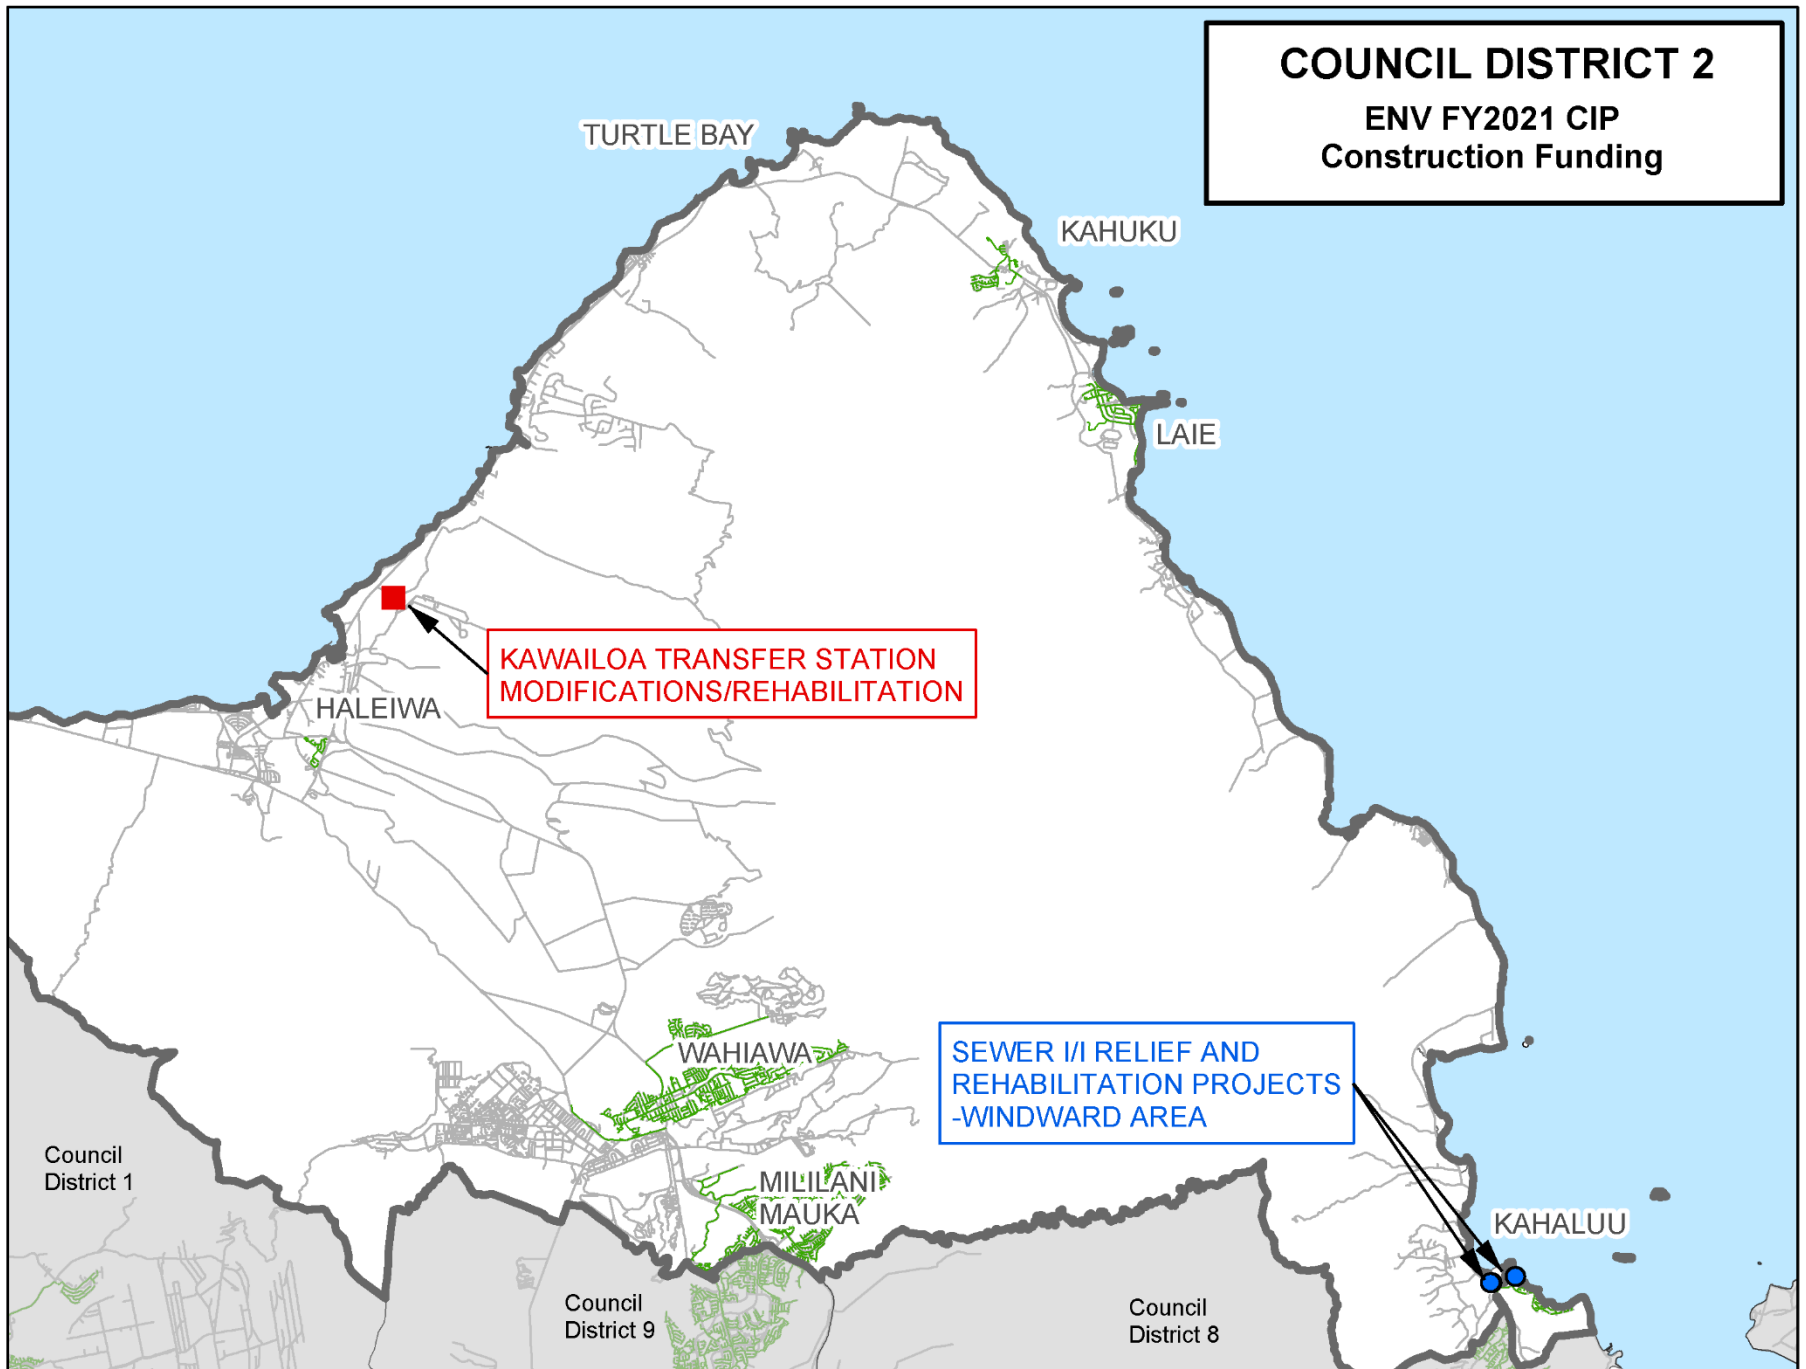 COUNCIL DISTRICT 2
ENV FY2021 CIP
Construction Funding
TURTLE BAY
KAHUKU
LAIE
KAWAILOA TRANSFER STATION
MODIFICATIONS/REHABILITATION
HALEIWA
WAHIAWA
SEWER I/I RELIEF AND
REHABILITATION PROJECTS
-WINDWARD AREA
Council
District 1
MILILANI
MAUKA
KAHALUU
Council
District 9
Council
District 8